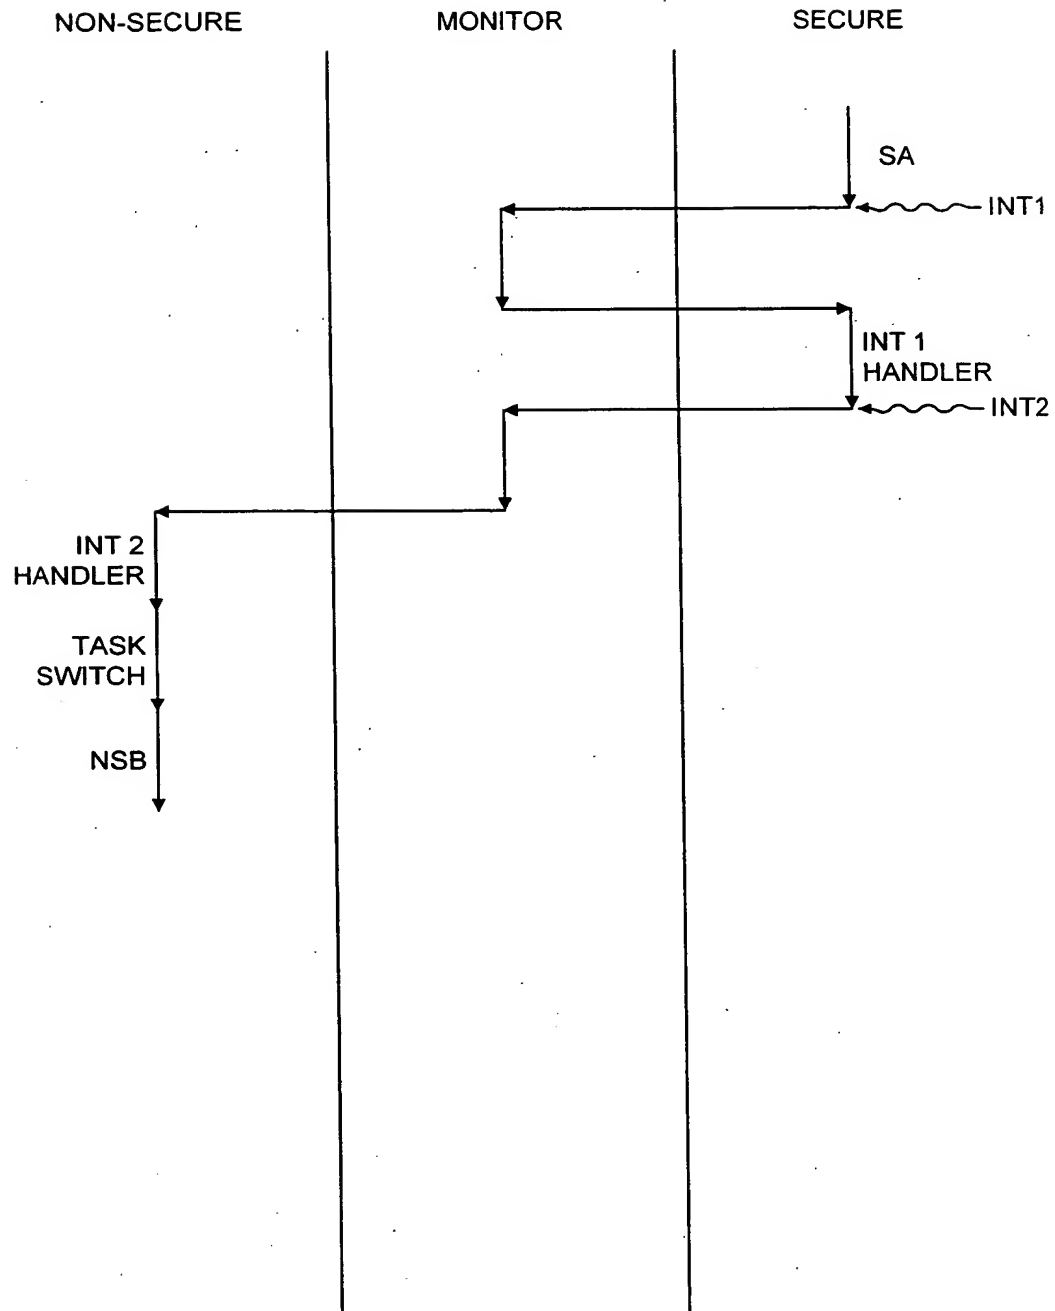 NON-SECURE
MONITOR
SECURE
SA
INT1
INT 1
HANDLER
INT2
INT 2
HANDLER
TASK
SWITCH
NSB